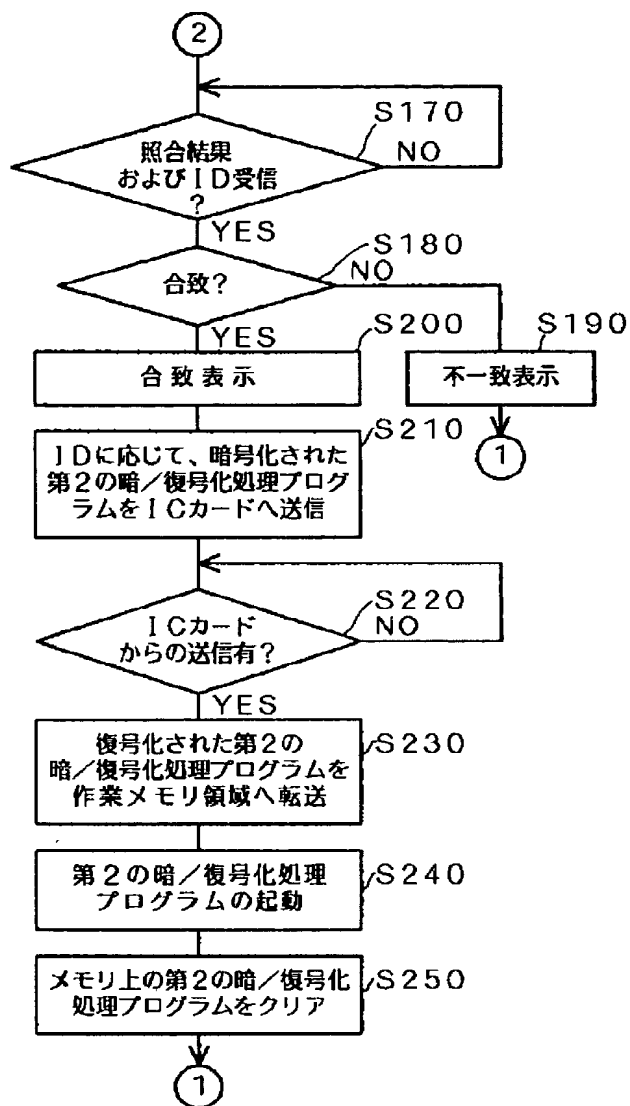 2
S170
照合結果
およびID受信
?
NO
YES
S180
合致?
NO
YES
S200
合致表示
S190
不一致表示
1
S210
IDに応じて、暗号化された
第2の暗/復号化処理プログ
ラムをICカードへ送信
S220
ICカード
からの送信有?
NO
YES
S230
復号化された第2の
暗/復号化処理プログラムを
作業メモリ領域へ転送
S240
第2の暗/復号化処理
プログラムの起動
S250
メモリ上の第2の暗/復号化
処理プログラムをクリア
1